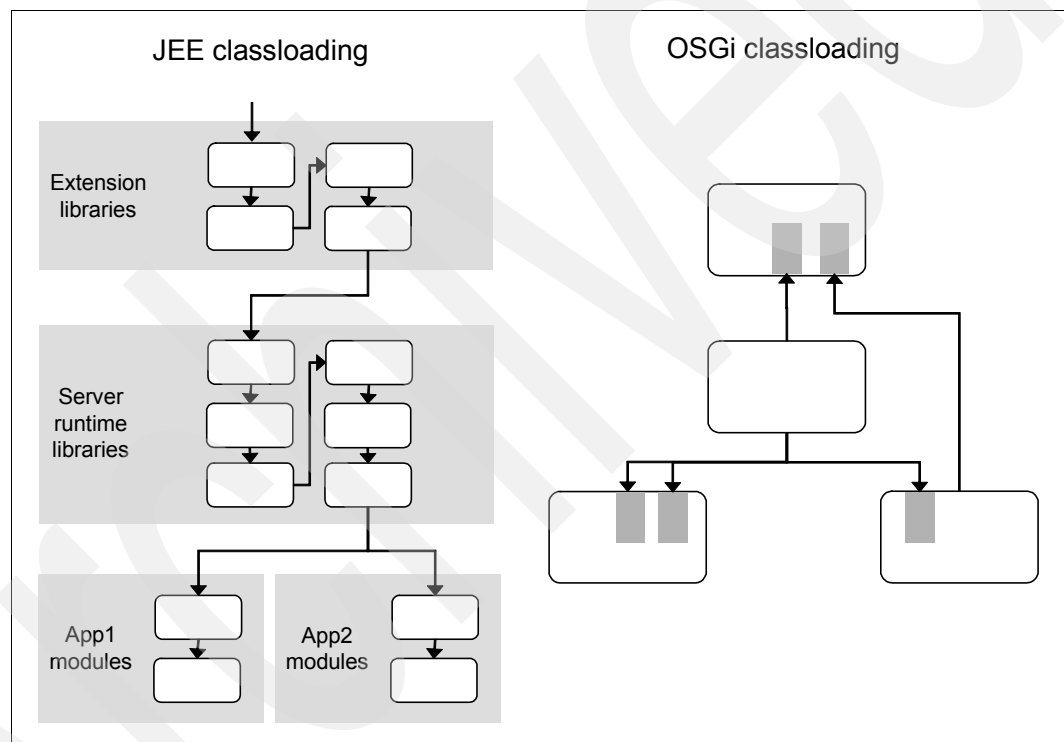 JEE classloading
OSGi classloading
Extension
libraries
Server
runtime
libraries
App1
modules
App2
modules